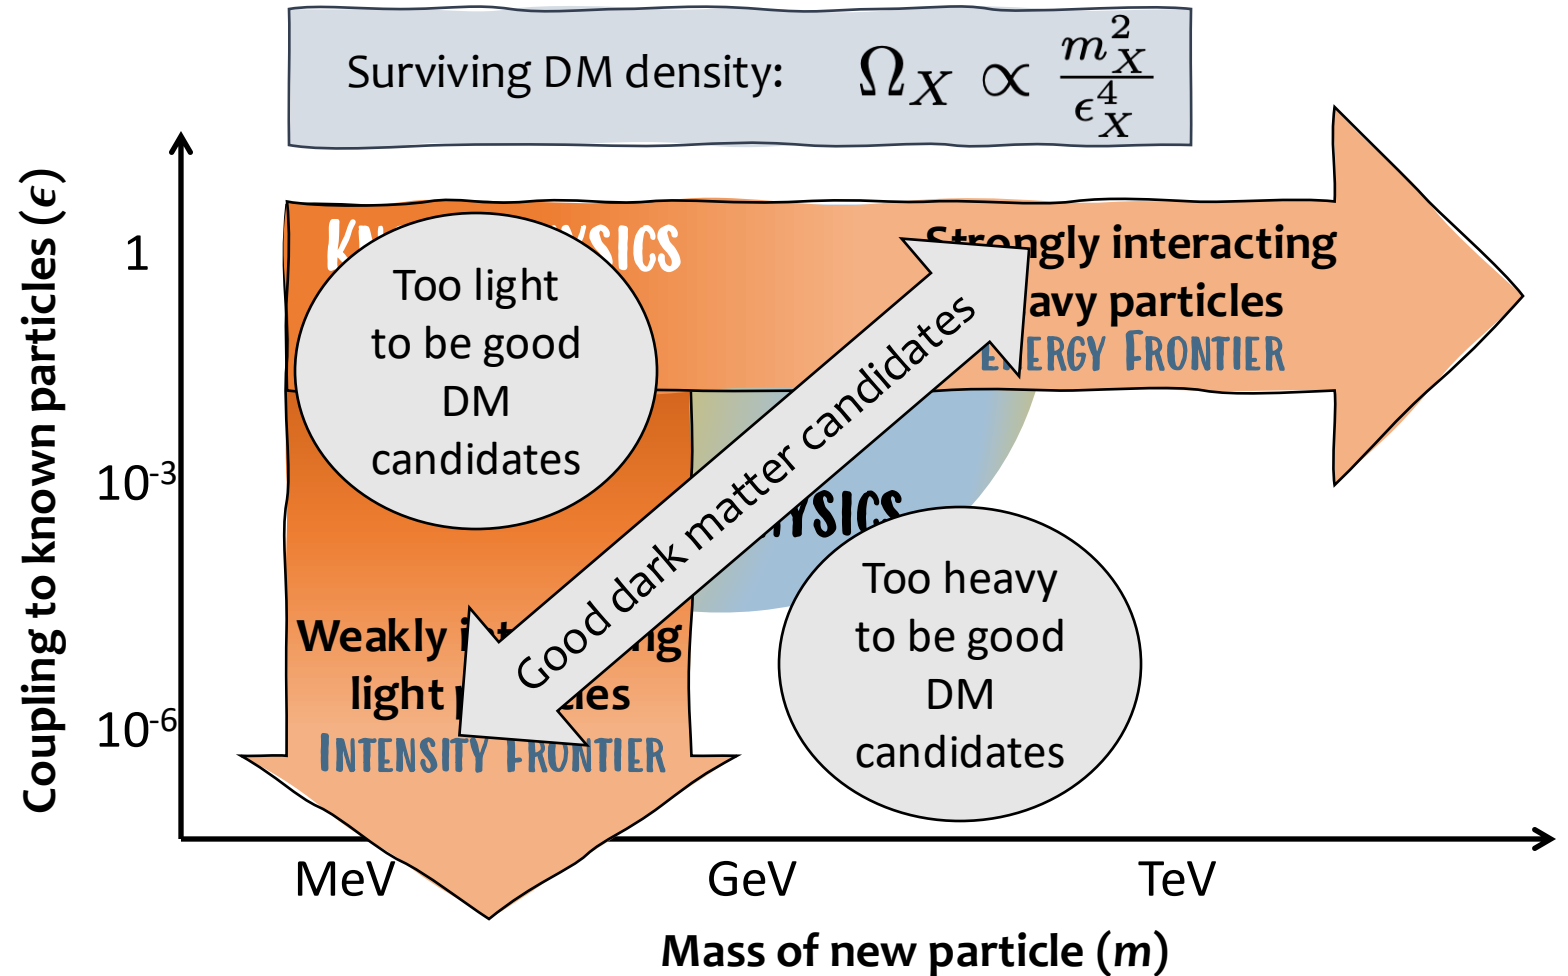 Surviving DM density: Ω_X ∝ m_X^2 / ϵ_X^4
Coupling to known particles (ϵ)
1
10^-3
10^-6
SICS
Too light
to be good
DM
candidates
Strongly interacting
avy particles
ERGY FRONTIER
Good dark matter candidates
YSICS
Too heavy
to be good
DM
candidates
Weakly
light
INTENSITY FRONTIER
MeV
GeV
TeV
Mass of new particle (m)